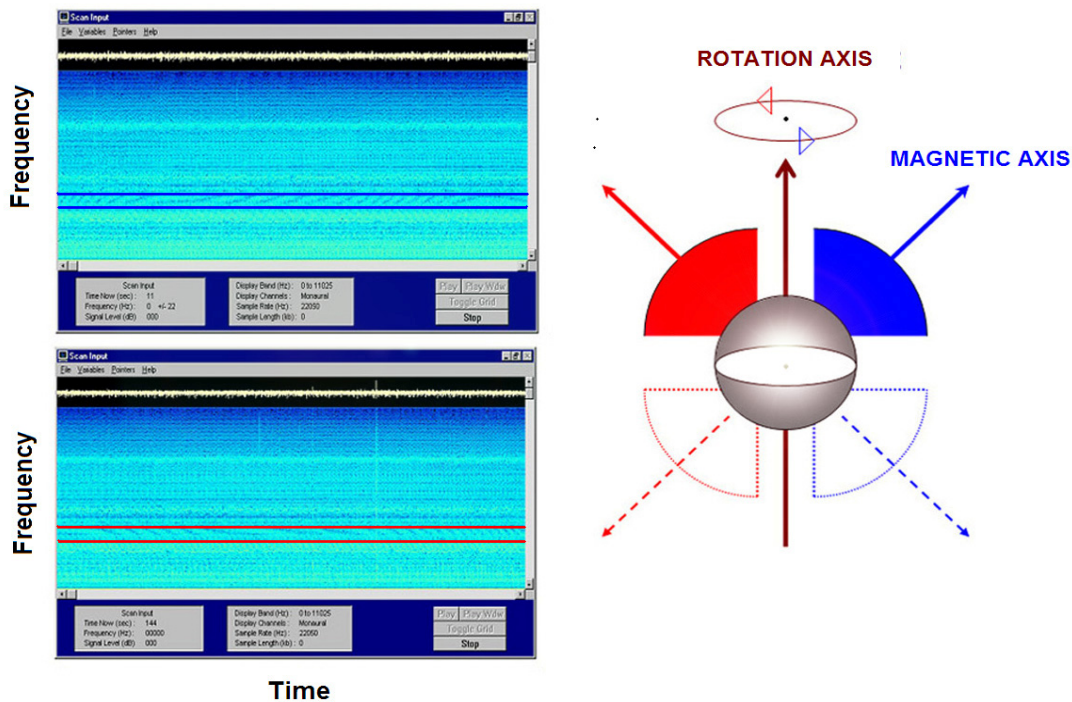 Scan Input
File Variables Pointers Help
Frequency
Scan Input
Time Now (sec) : 11
Frequency (Hz) : 0 +/- 22
Signal Level (dB) 000
Display Band (Hz) : 0 to 11025
Display Channels : Monaural
Sample Rate (Hz) : 22050
Sample Length (kb) : 0
Play Play Wdw
Toggle Grid
Stop
Scan Input
File Variables Pointers Help
Frequency
Scan Input
Time Now (sec) : 144
Frequency (Hz) : 00000
Signal Level (dB) 000
Display Band (Hz) : 0 to 11025
Display Channels : Monaural
Sample Rate (Hz) : 22050
Sample Length (kb) : 0
Play Play Wdw
Toggle Grid
Stop
Time
ROTATION AXIS
MAGNETIC AXIS